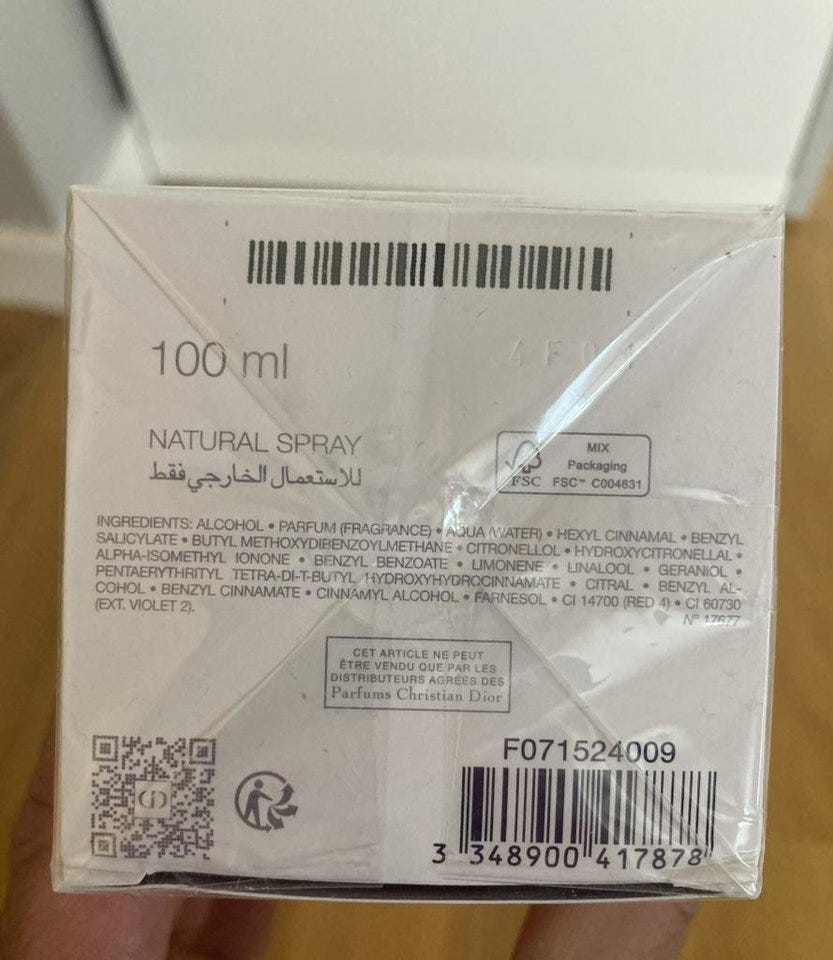 100 ml
4F01
NATURAL SPRAY
للاستعمال الخارجي فقط
MIX
Packaging
FSC FSC™ C004631
INGREDIENTS: ALCOHOL • PARFUM (FRAGRANCE) • AQUA (WATER) • HEXYL CINNAMAL • BENZYL
SALICYLATE • BUTYL METHOXYDIBENZOYLMETHANE • CITRONELLOL • HYDROXYCITRONELLAL •
ALPHA-ISOMETHYL IONONE • BENZYL BENZOATE • LIMONENE • LINALOOL • GERANIOL •
PENTAERYTHRITYL TETRA-DI-T-BUTYL HYDROXYHYDROCINNAMATE • CITRAL • BENZYL AL-
COHOL • BENZYL CINNAMATE • CINNAMYL ALCOHOL • FARNESOL • CI 14700 (RED 4) • CI 60730
(EXT. VIOLET 2).
N° 17677
CET ARTICLE NE PEUT
ÊTRE VENDU QUE PAR LES
DISTRIBUTEURS AGRÉÉS DES
Parfums Christian Dior
F071524009
3 348900 417878